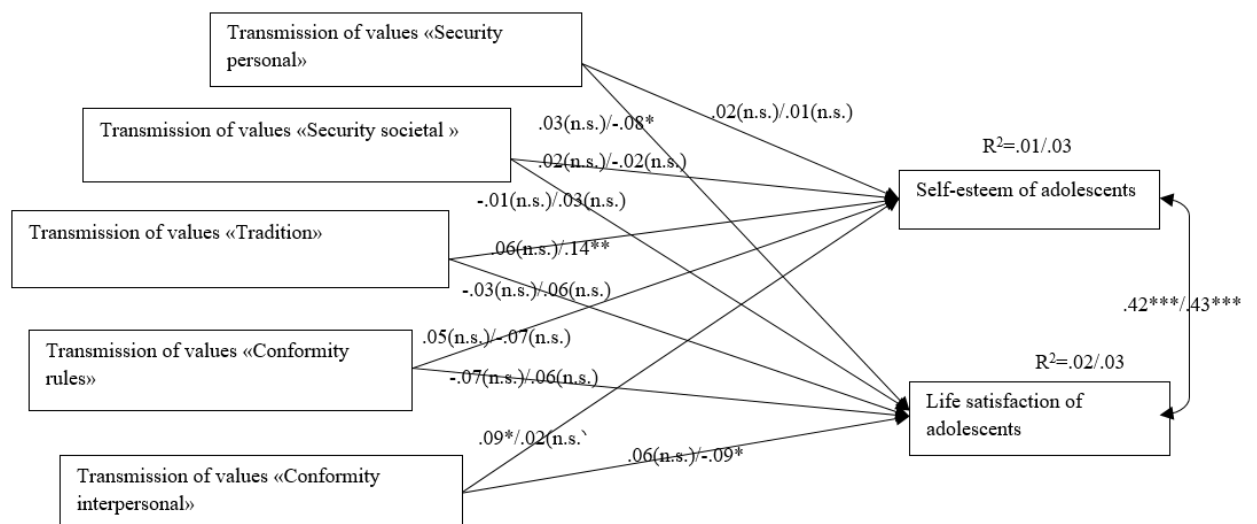 Transmission of values «Security
personal»
.02(n.s.)/.01(n.s.)
Transmission of values «Security societal »
.03(n.s.)/-.08*
.02(n.s.)/-.02(n.s.)
R²=.01/.03
Self-esteem of adolescents
-.01(n.s.)/.03(n.s.)
Transmission of values «Tradition»
.06(n.s.)/.14**
-.03(n.s.)/.06(n.s.)
.42***/.43***
Transmission of values «Conformity
rules»
.05(n.s.)/-.07(n.s.)
-.07(n.s.)/.06(n.s.)
R²=.02/.03
Life satisfaction of
adolescents
.09*/.02(n.s.`
.06(n.s.)/-.09*
Transmission of values «Conformity
interpersonal»